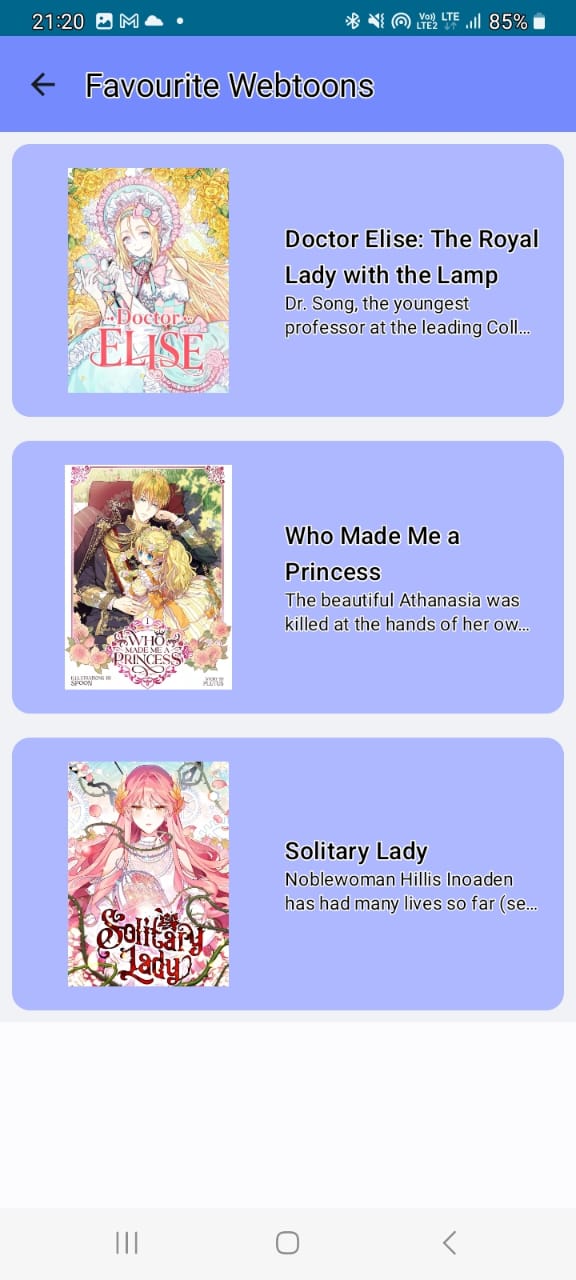 21:20
Vo)) LTE
LTE2
85%
Favourite Webtoons
Doctor
ELISE
Doctor Elise: The Royal
Lady with the Lamp
Dr. Song, the youngest
professor at the leading Coll...
1
WHO
MADE ME A
PRINCESS
ILLUSTRATIONS BY
SPOON
STORY BY
PLUTUS
Who Made Me a
Princess
The beautiful Athanasia was
killed at the hands of her ow...
Solitary
Lady
Solitary Lady
Noblewoman Hillis Inoaden
has had many lives so far (se...